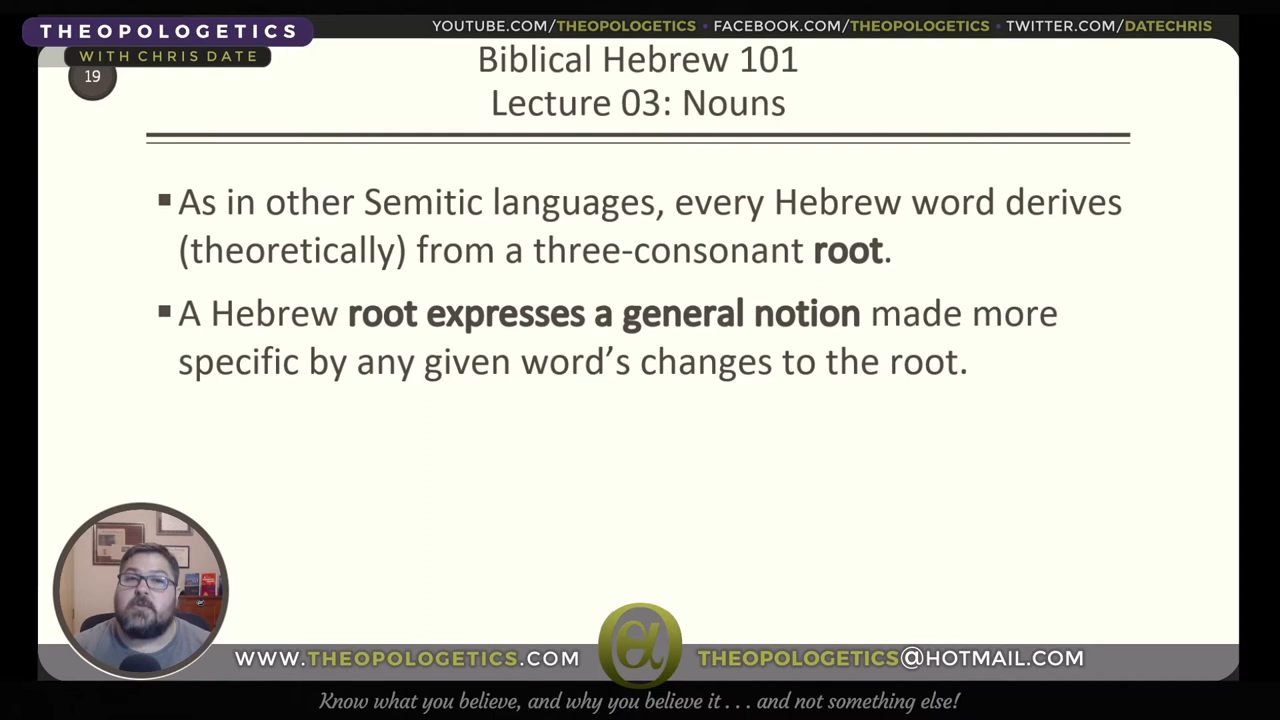 THEOPOLOGETICS
WITH CHRIS DATE
YOUTUBE.COM/THEOPOLOGETICS • FACEBOOK.COM/THEOPOLOGETICS • TWITTER.COM/DATECHRIS
19
Biblical Hebrew 101
Lecture 03: Nouns
▪As in other Semitic languages, every Hebrew word derives
(theoretically) from a three-consonant root.
▪A Hebrew root expresses a general notion made more
specific by any given word’s changes to the root.
WWW.THEOPOLOGETICS.COM
THEOPOLOGETICS@HOTMAIL.COM
Know what you believe, and why you believe it . . . and not something else!